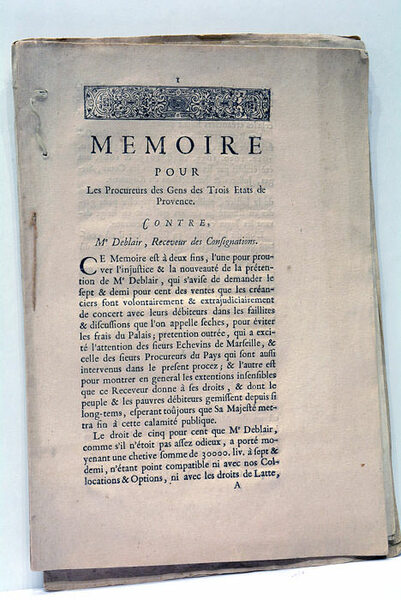 1
MEMOIRE
POUR
Les Procureurs des Gens des Trois Etats de
Provence.
CONTRE,
Mr Deblair, Receveur des Consignations.
CE Memoire est à deux fins, l'une pour prou-
ver l'injustice & la nouveauté de la préten-
tion de Mr Deblair, qui s'avise de demander le
sept & demi pour cent des ventes que les créan-
ciers font volontairement & extrajudiciairement
de concert avec leurs débiteurs dans les faillites
& discussions que l'on appelle seches, pour éviter
les frais du Palais; pretention outrée, qui a exci-
té l'attention des sieurs Echevins de Marseille, &
celle des sieurs Procureurs du Pays qui sont aussi
intervenus dans le present procez; & l'autre est
pour montrer en general les extentions insensibles
que ce Receveur donne à ses droits, & dont le
peuple & les pauvres débiteurs gemissent depuis si
long-tems, esperant toûjours que Sa Majesté met-
tra fin à cette calamité publique.
Le droit de cinq pour cent que Mr Deblair,
comme s'il n'étoit pas assez odieux, a porté mo-
yenant une chetive somme de 30000. liv. à sept &
demi, n'étant point compatible ni avec nos Col-
locations & Options, ni avec les droits de Latte,
A